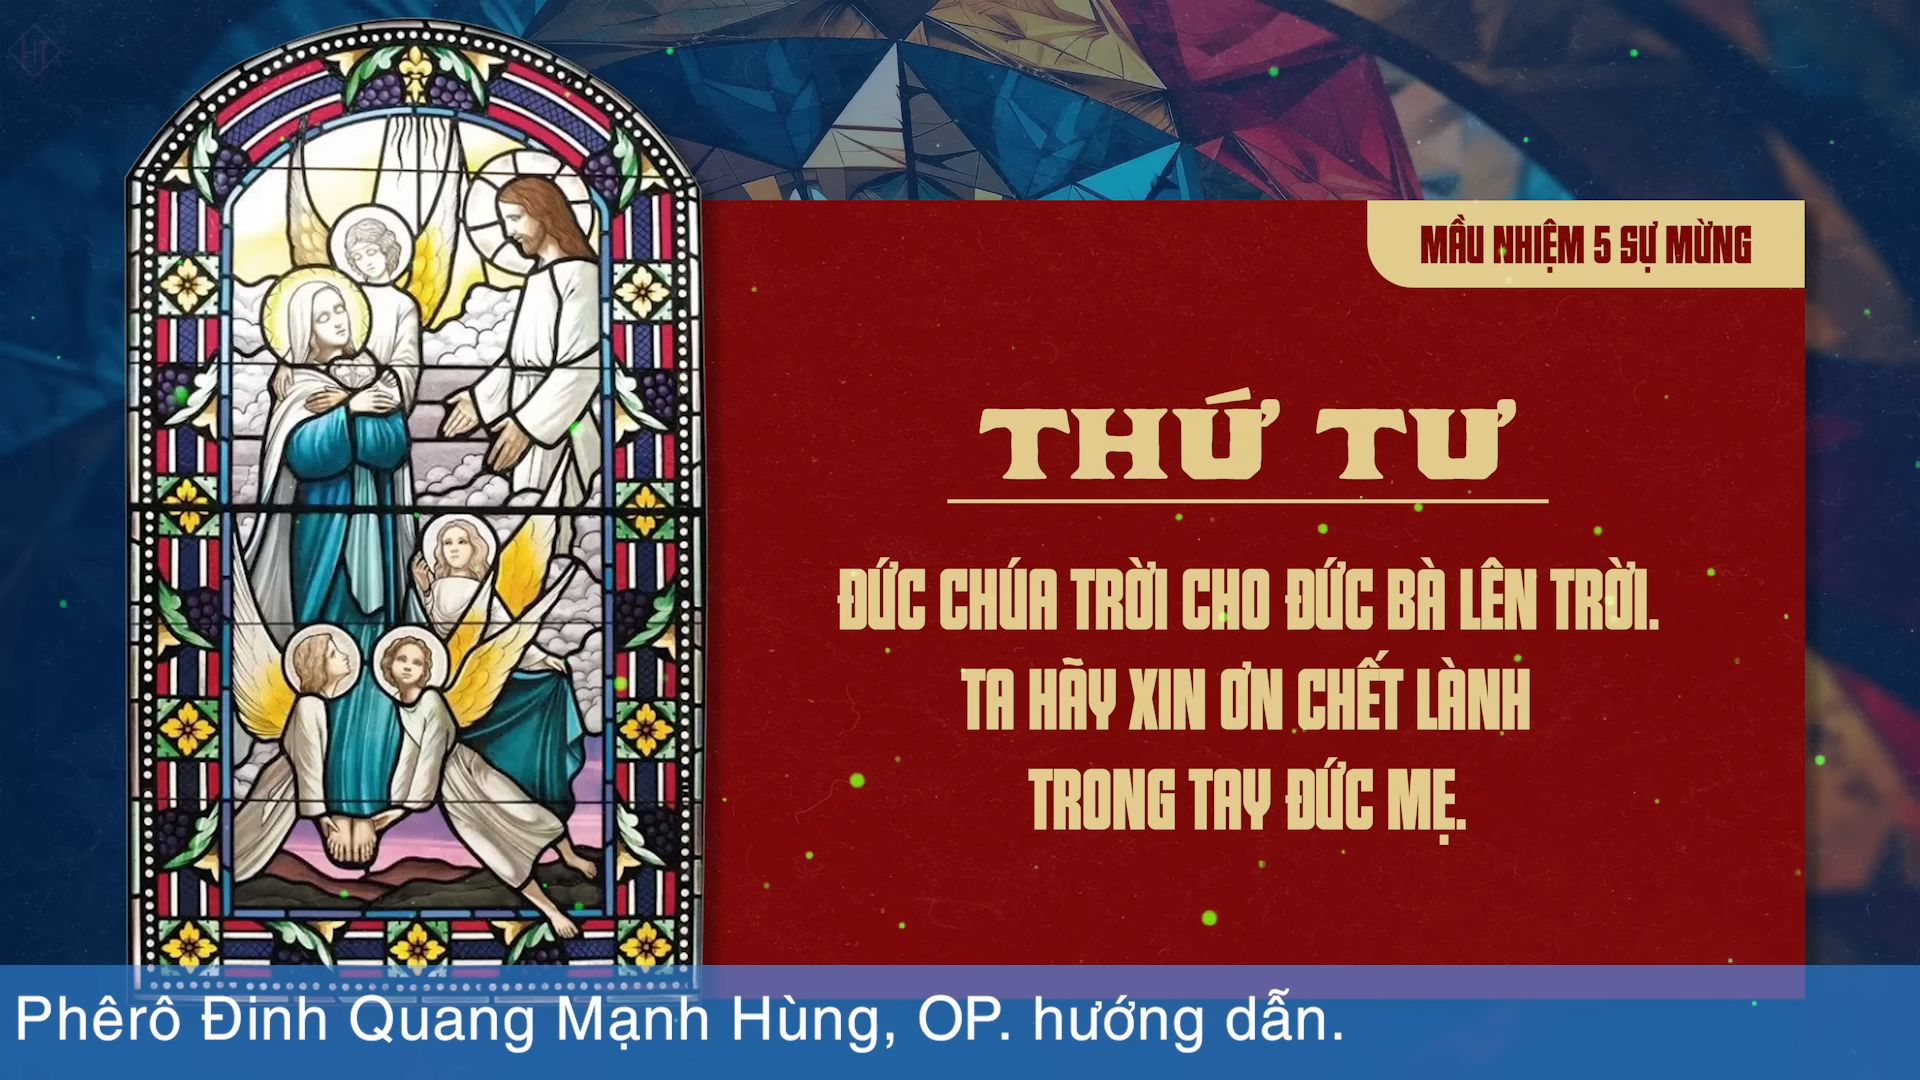 HT
MẦU NHIỆM 5 SỰ MỪNG
THỨ TƯ
ĐỨC CHÚA TRỜI CHO ĐỨC BÀ LÊN TRỜI.
TA HÃY XIN ƠN CHẾT LÀNH
TRONG TAY ĐỨC MẸ.
Phêrô Đinh Quang Mạnh Hùng, OP. hướng dẫn.